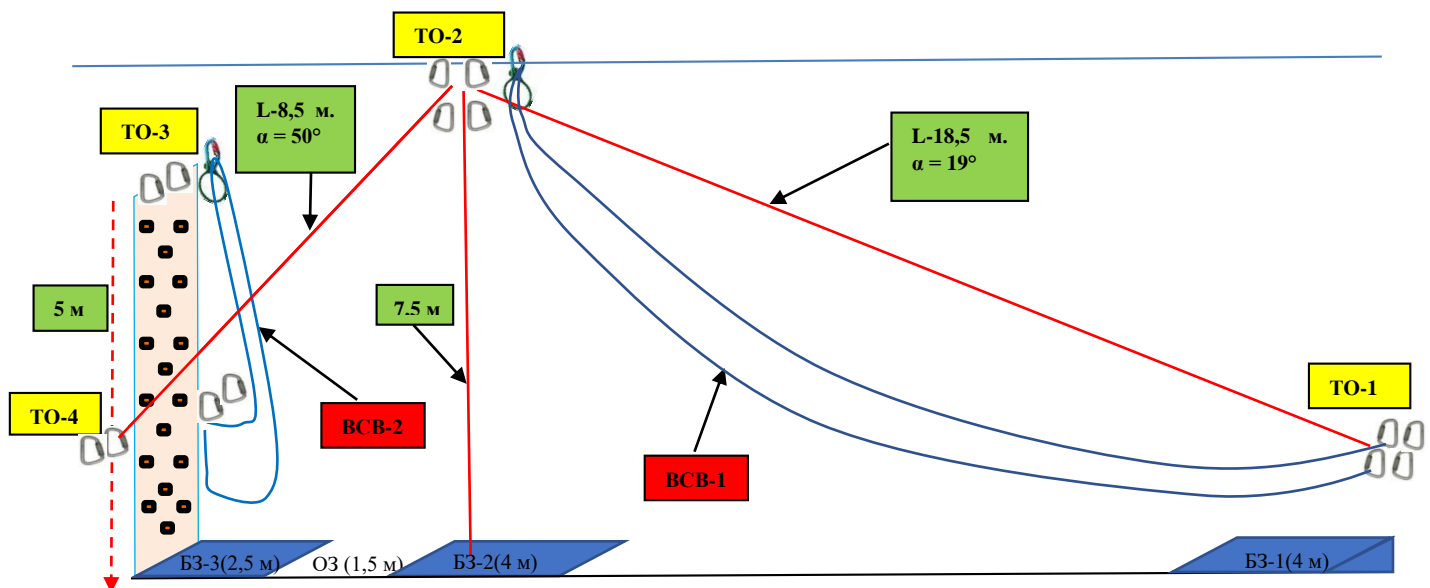 ТО-2
L-8,5 м.
α = 50°
ТО-3
L-18,5 м.
α = 19°
5 м
7.5 м
ТО-1
ТО-4
ВСВ-2
ВСВ-1
БЗ-3(2,5 м) ОЗ (1,5 м) БЗ-2(4 м) БЗ-1(4 м)